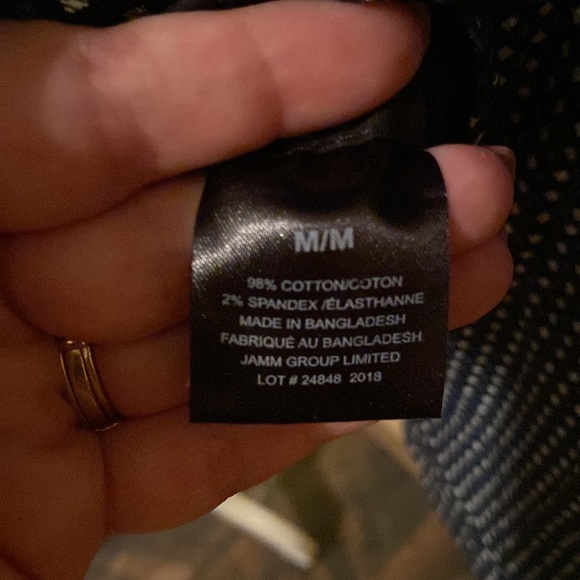 M/M
98% COTTON/COTON
2% SPANDEX /ÉLASTHANNE
MADE IN BANGLADESH
FABRIQUÉ AU BANGLADESH
JAMM GROUP LIMITED
LOT # 24848 2018